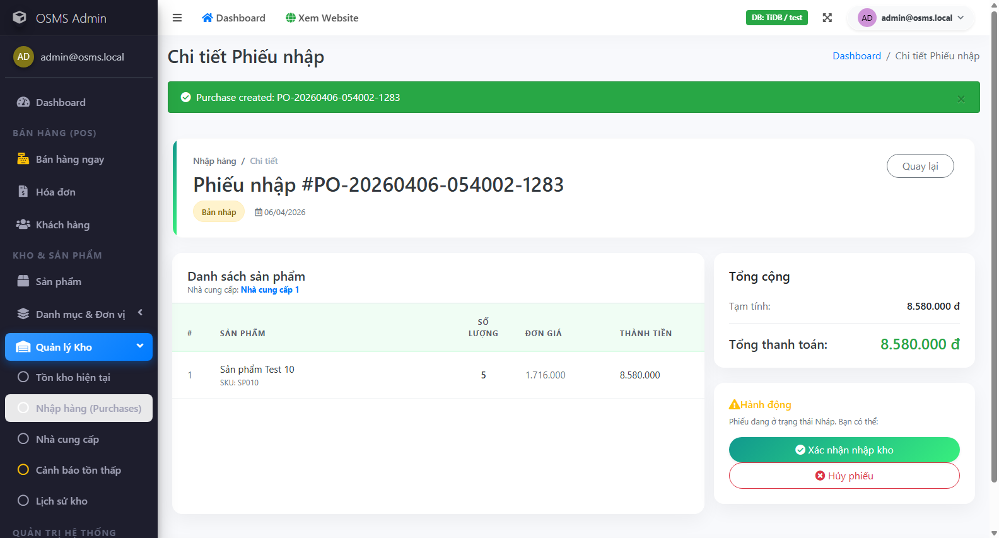 OSMS Admin
AD admin@osms.local
Dashboard
BÁN HÀNG (POS)
Bán hàng ngay
Hóa đơn
Khách hàng
KHO & SẢN PHẨM
Sản phẩm
Danh mục & Đơn vị
Quản lý Kho
Tồn kho hiện tại
Nhập hàng (Purchases)
Nhà cung cấp
Cảnh báo tồn thấp
Lịch sử kho
QUẢN TRỊ HỆ THỐNG
Dashboard Xem Website DB: TiDB / test AD admin@osms.local
Chi tiết Phiếu nhập
Dashboard / Chi tiết Phiếu nhập
Purchase created: PO-20260406-054002-1283 ×
Nhập hàng / Chi tiết
Quay lại
Phiếu nhập #PO-20260406-054002-1283
Bản nháp 06/04/2026
Danh sách sản phẩm
Nhà cung cấp: Nhà cung cấp 1
# SẢN PHẨM SỐ LƯỢNG ĐƠN GIÁ THÀNH TIỀN
1 Sản phẩm Test 10 5 1.716.000 8.580.000
SKU: SP010
Tổng cộng
Tạm tính: 8.580.000 đ
Tổng thanh toán: 8.580.000 đ
Hành động
Phiếu đang ở trạng thái Nháp. Bạn có thể:
Xác nhận nhập kho
Hủy phiếu